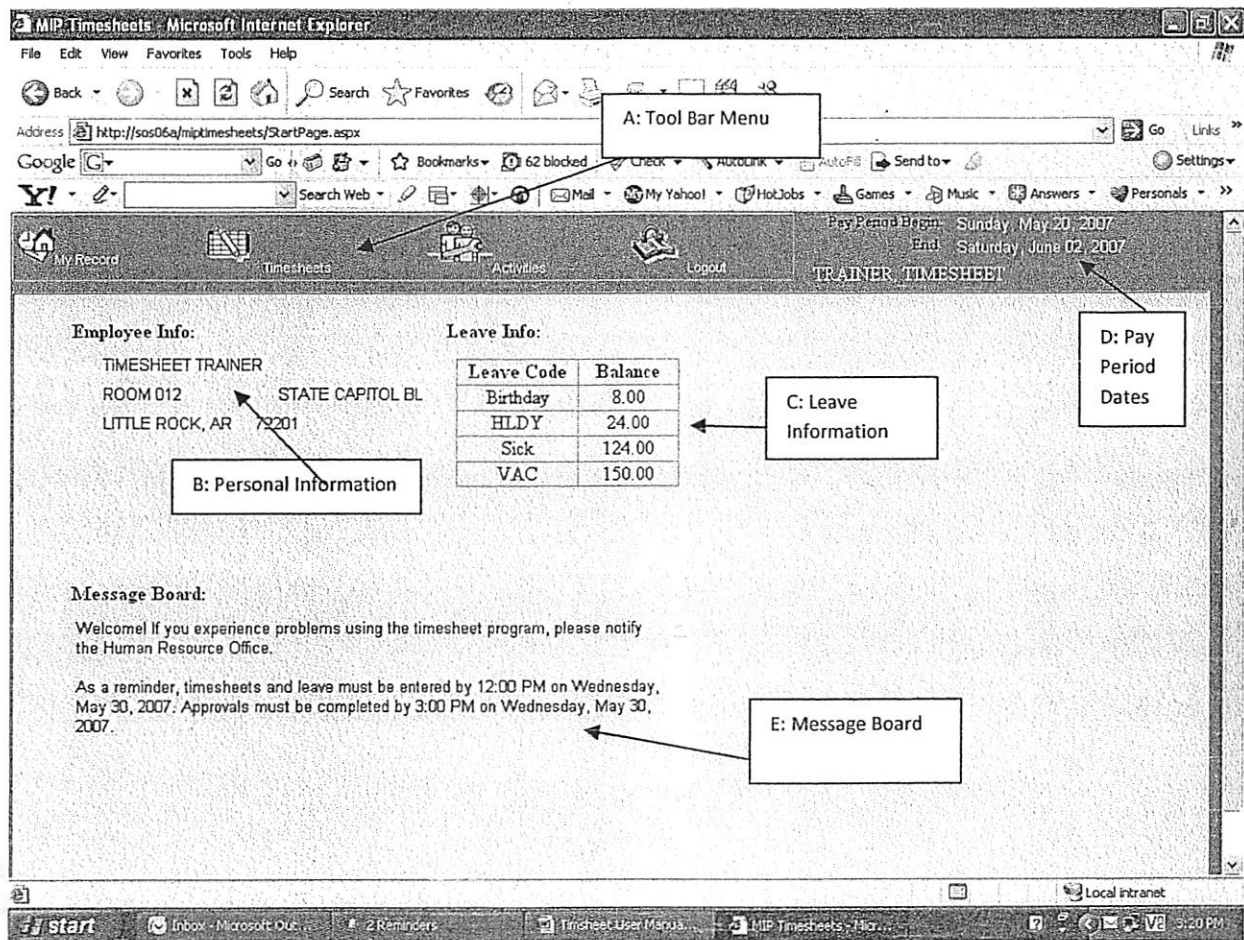 MIP Timesheets - Microsoft Internet Explorer
File Edit View Favorites Tools Help
Back Search Favorites
A: Tool Bar Menu
Address http://sos06a/miptimesheets/StartPage.aspx Go Links »
Google G Go Bookmarks 62 blocked Check AutoLink AutoFill Send to Settings
Y! Search Web Mail My Yahoo! HotJobs Games Music Answers Personals »
My Record Timesheets Activities Logout
Pay Period Begin Sunday, May 20, 2007
End Saturday, June 02, 2007
TRAINER, TIMESHEET
D: Pay Period Dates
Employee Info:
TIMESHEET TRAINER
ROOM 012 STATE CAPITOL BL
LITTLE ROCK, AR 72201
B: Personal Information
Leave Info:
Leave Code Balance
Birthday 8.00
HLDY 24.00
Sick 124.00
VAC 150.00
C: Leave Information
Message Board:
Welcome! If you experience problems using the timesheet program, please notify
the Human Resource Office.
As a reminder, timesheets and leave must be entered by 12:00 PM on Wednesday,
May 30, 2007. Approvals must be completed by 3:00 PM on Wednesday, May 30,
2007.
E: Message Board
Local intranet
start Inbox - Microsoft Out... 2 Reminders Timsheet User Manua... MIP Timesheets - Micr... 3:20 PM